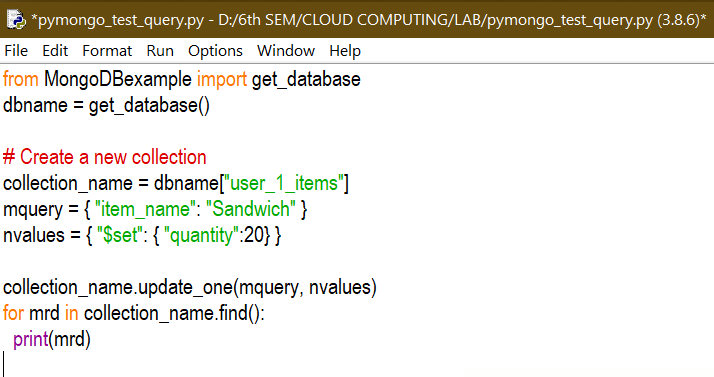 *pymongo_test_query.py - D:/6th SEM/CLOUD COMPUTING/LAB/pymongo_test_query.py (3.8.6)*
File Edit Format Run Options Window Help
from MongoDBexample import get_database
dbname = get_database()
# Create a new collection
collection_name = dbname["user_1_items"]
mquery = { "item_name": "Sandwich" }
nvalues = { "$set": { "quantity":20} }
collection_name.update_one(mquery, nvalues)
for mrd in collection_name.find():
  print(mrd)